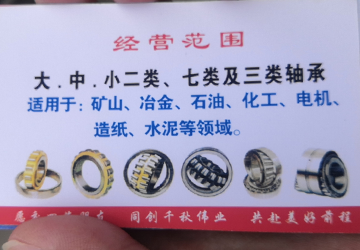 经营范围
大.中.小二类、七类及三类轴承
适用于:矿山、冶金、石油、化工、电机、
造纸、水泥等领域。
同创千秋伟业 共赴美好前程